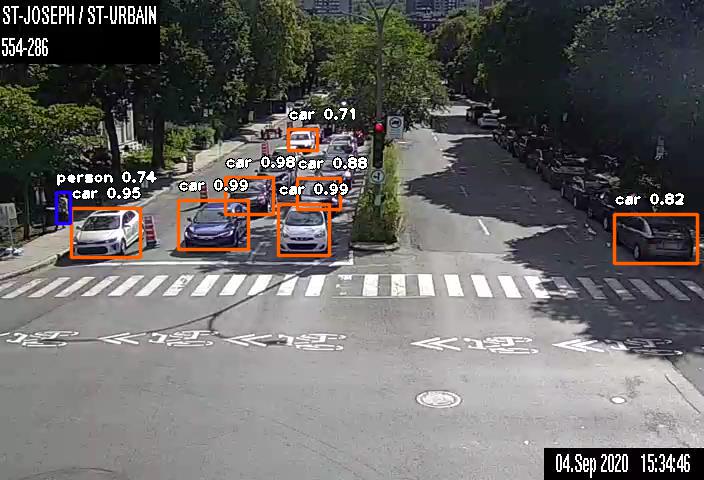 ST-JOSEPH / ST-URBAIN
554-286
car 0.71
car 0.98
car 0.88
person 0.74
car 0.95
car 0.99
car 0.99
car 0.82
04.Sep 2020 15:34:46